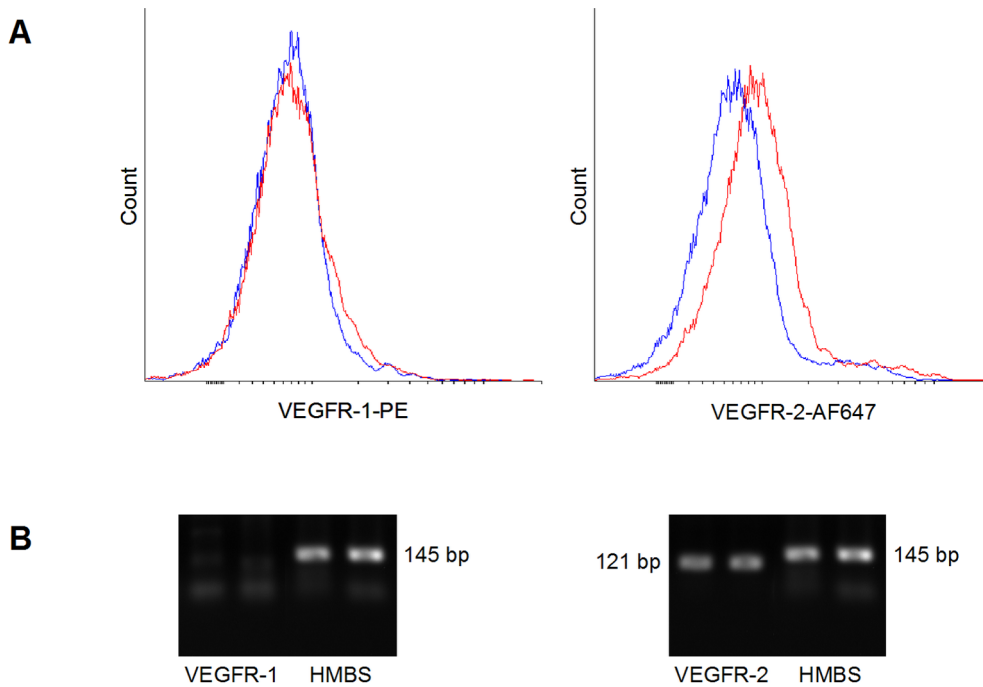 A
Count
VEGFR-1-PE
Count
VEGFR-2-AF647
B
145 bp
VEGFR-1 HMBS
121 bp
145 bp
VEGFR-2 HMBS